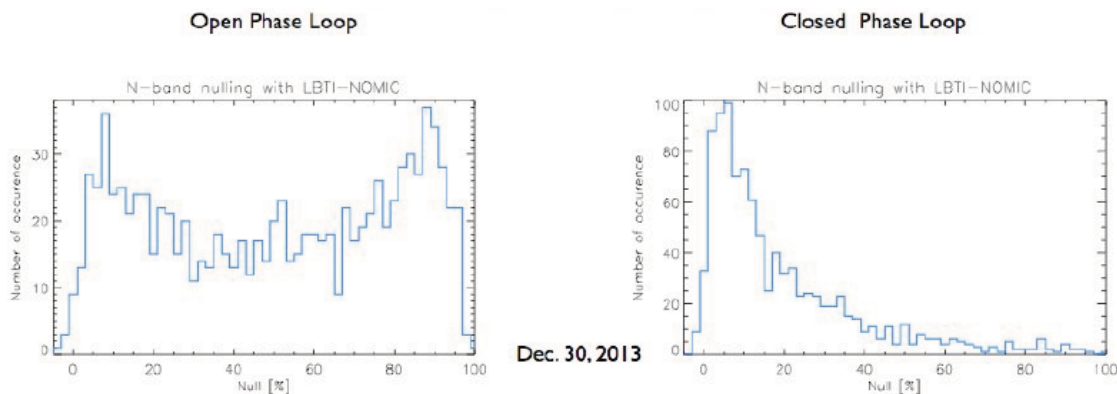 Open Phase Loop
Closed Phase Loop
N-band nulling with LBTI-NOMIC
30
20
10
0
Number of occurence
0 20 40 60 80 100
Null [%]
Dec. 30, 2013
N-band nulling with LBTI-NOMIC
100
80
60
40
20
0
Number of occurence
0 20 40 60 80 100
Null [%]